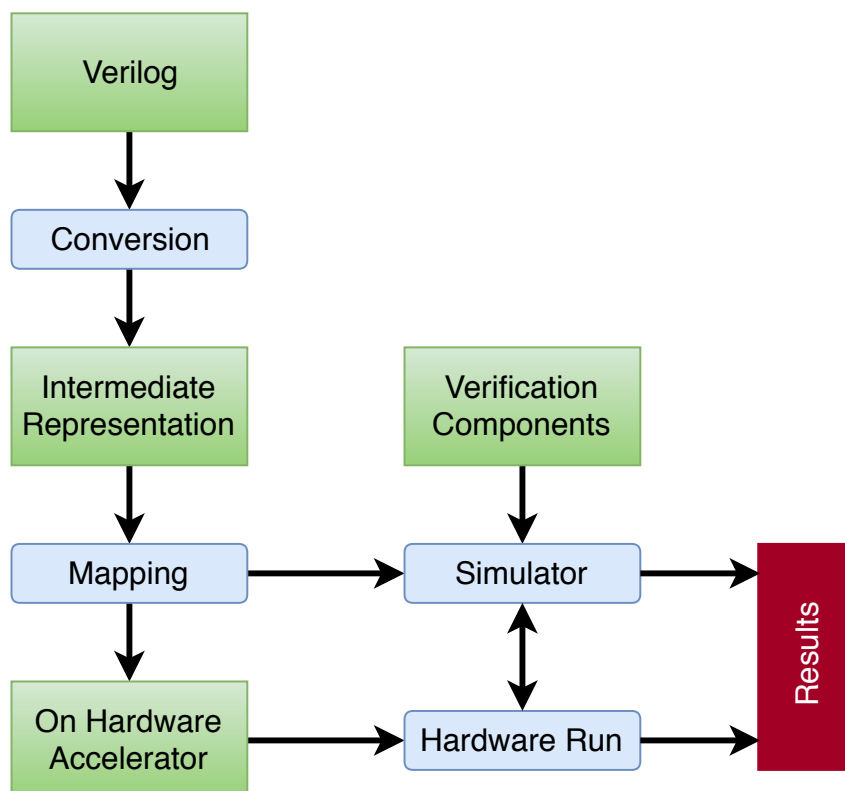 Verilog
Conversion
Intermediate
Representation
Verification
Components
Mapping
Simulator
Results
On Hardware
Accelerator
Hardware Run